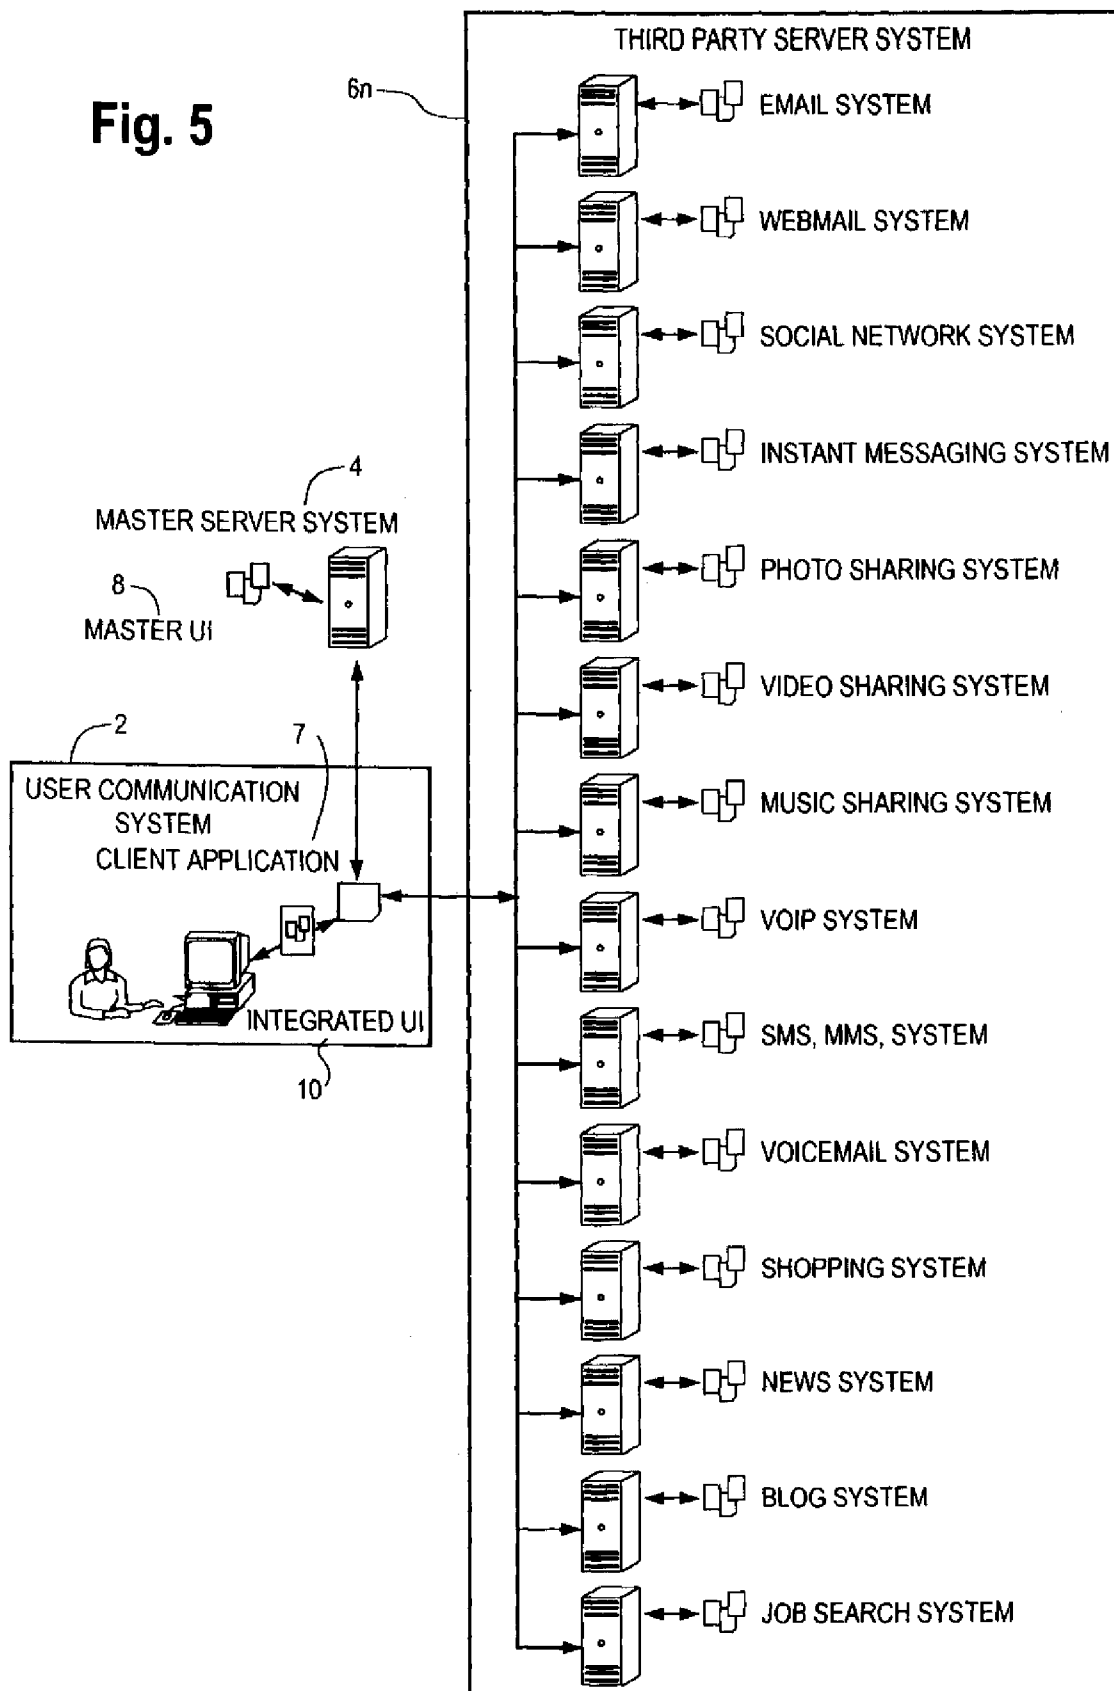 Fig. 5
THIRD PARTY SERVER SYSTEM
6n
EMAIL SYSTEM
WEBMAIL SYSTEM
SOCIAL NETWORK SYSTEM
INSTANT MESSAGING SYSTEM
PHOTO SHARING SYSTEM
VIDEO SHARING SYSTEM
MUSIC SHARING SYSTEM
VOIP SYSTEM
SMS, MMS, SYSTEM
VOICEMAIL SYSTEM
SHOPPING SYSTEM
NEWS SYSTEM
BLOG SYSTEM
JOB SEARCH SYSTEM
4
MASTER SERVER SYSTEM
8
MASTER UI
2
7
USER COMMUNICATION
SYSTEM
CLIENT APPLICATION
INTEGRATED UI
10